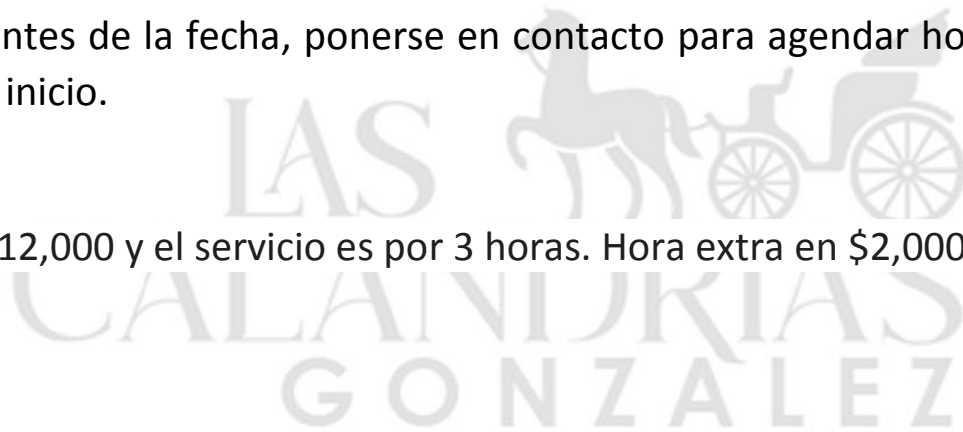 ntes de la fecha, ponerse en contacto para agendar ho
inicio.
LAS
12,000 y el servicio es por 3 horas. Hora extra en $2,000
CALANDRIAS
GONZALEZ